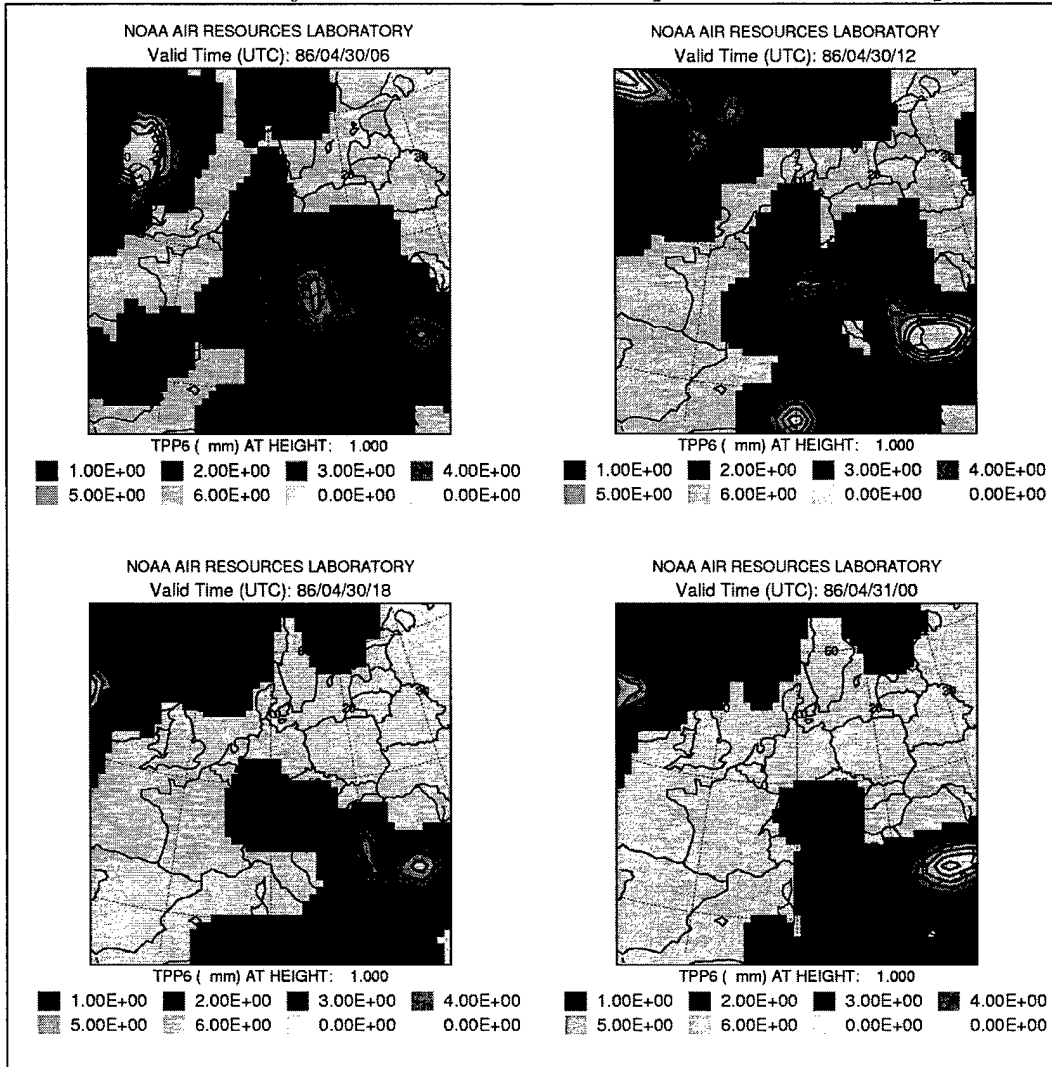 NOAA AIR RESOURCES LABORATORY
Valid Time (UTC): 86/04/30/06
TPP6 ( mm) AT HEIGHT: 1.000
1.00E+00 2.00E+00 3.00E+00 4.00E+00
5.00E+00 6.00E+00 0.00E+00 0.00E+00
NOAA AIR RESOURCES LABORATORY
Valid Time (UTC): 86/04/30/12
TPP6 ( mm) AT HEIGHT: 1.000
1.00E+00 2.00E+00 3.00E+00 4.00E+00
5.00E+00 6.00E+00 0.00E+00 0.00E+00
NOAA AIR RESOURCES LABORATORY
Valid Time (UTC): 86/04/30/18
20
TPP6 ( mm) AT HEIGHT: 1.000
1.00E+00 2.00E+00 3.00E+00 4.00E+00
5.00E+00 6.00E+00 0.00E+00 0.00E+00
NOAA AIR RESOURCES LABORATORY
Valid Time (UTC): 86/04/31/00
60
20
TPP6 ( mm) AT HEIGHT: 1.000
1.00E+00 2.00E+00 3.00E+00 4.00E+00
5.00E+00 6.00E+00 0.00E+00 0.00E+00